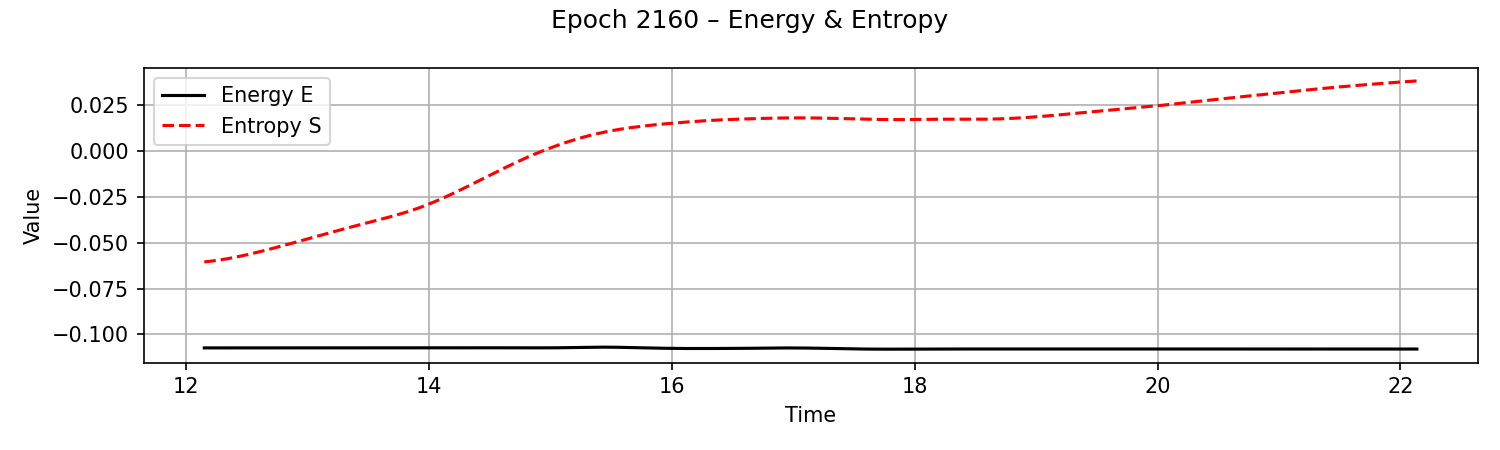 Epoch 2160 – Energy & Entropy
Energy E
Entropy S
Value
0.025
0.000
−0.025
−0.050
−0.075
−0.100
12 14 16 18 20 22
Time